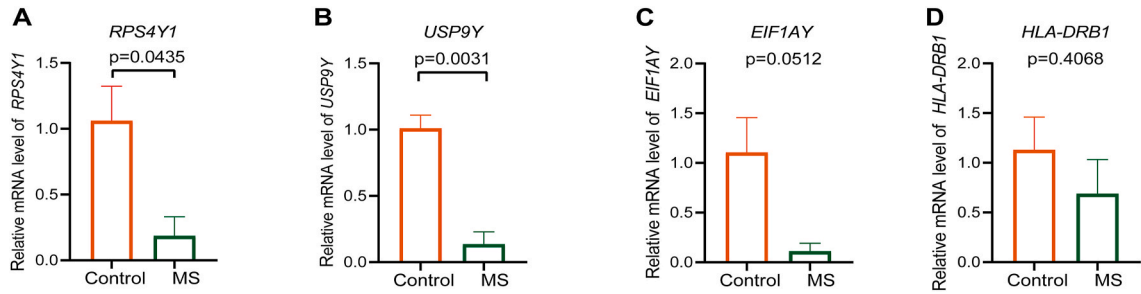 A
RPS4Y1
p=0.0435
Relative mRNA level of RPS4Y1
1.5
1.0
0.5
0.0
Control MS
B
USP9Y
p=0.0031
Relative mRNA level of USP9Y
1.5
1.0
0.5
0.0
Control MS
C
EIF1AY
p=0.0512
Relative mRNA level of EIF1AY
2.0
1.5
1.0
0.5
0.0
Control MS
D
HLA-DRB1
p=0.4068
Relative mRNA level of HLA-DRB1
2.0
1.5
1.0
0.5
0.0
Control MS